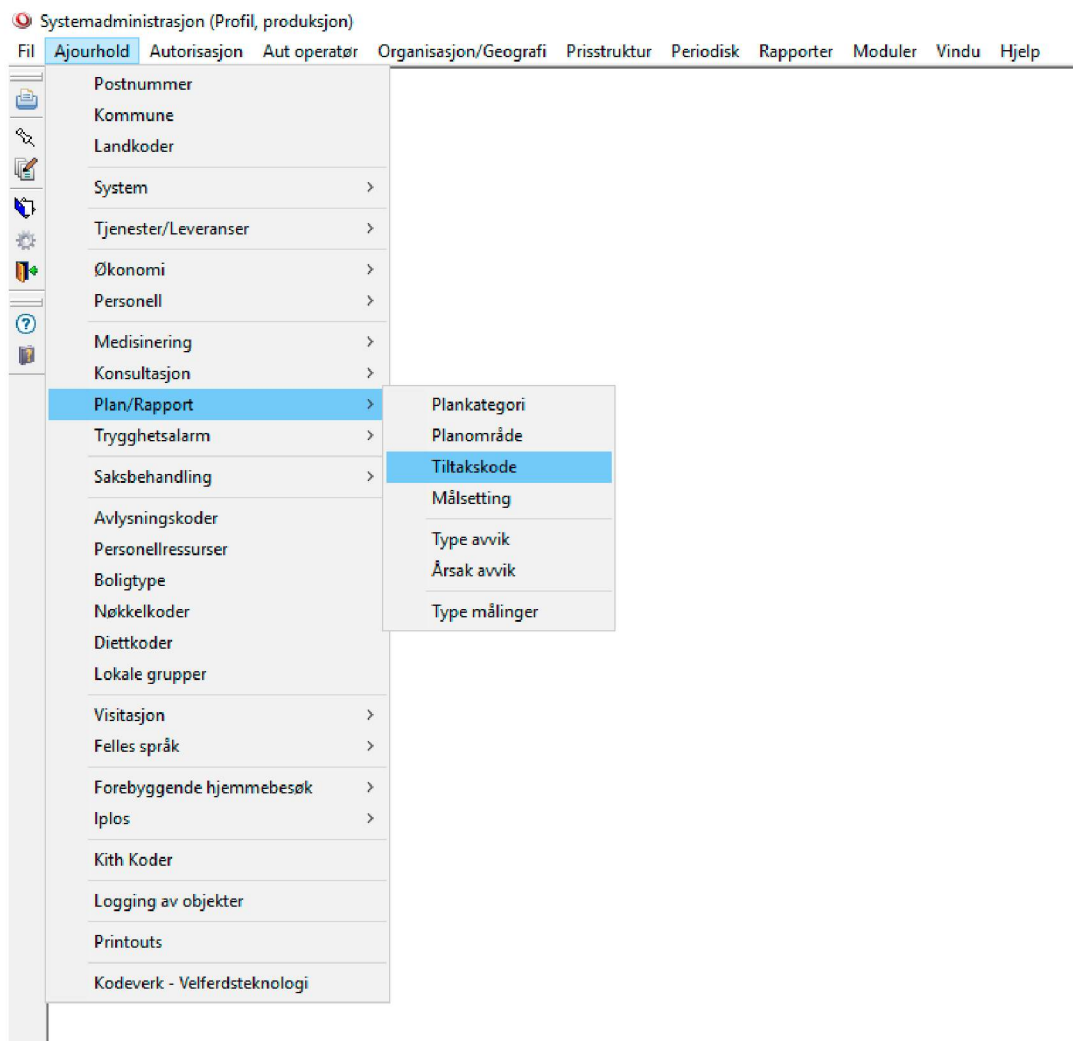 Systemadministrasjon (Profil, produksjon)
Fil Ajourhold Autorisasjon Aut operatør Organisasjon/Geografi Prisstruktur Periodisk Rapporter Moduler Vindu Hjelp
Postnummer
Kommune
Landkoder
System
Tjenester/Leveranser
Økonomi
Personell
Medisinering
Konsultasjon
Plan/Rapport
Trygghetsalarm
Saksbehandling
Avlysningskoder
Personellressurser
Boligtype
Nøkkelkoder
Diettkoder
Lokale grupper
Visitasjon
Felles språk
Forebyggende hjemmebesøk
Iplos
Kith Koder
Logging av objekter
Printouts
Kodeverk - Velferdsteknologi
Plankategori
Planområde
Tiltakskode
Målsetting
Type avvik
Årsak avvik
Type målinger